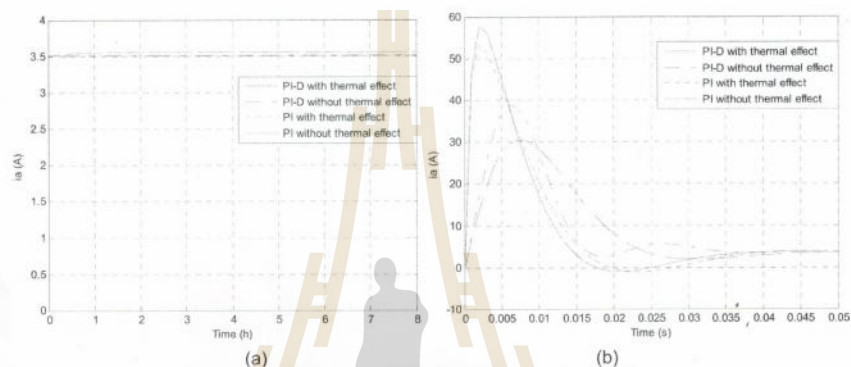 4
3.5
3
2.5
2
1.5
1
0.5
0
ia (A)
PI-D with thermal effect
PI-D without thermal effect
PI with thermal effect
PI without thermal effect
0 1 2 3 4 5 6 7 8
Time (h)
(a)
60
50
40
30
20
10
0
-10
ia (A)
PI-D with thermal effect
PI-D without thermal effect
PI with thermal effect
PI without thermal effect
0 0.005 0.01 0.015 0.02 0.025 0.03 0.035 0.04 0.045 0.05
Time (s)
(b)